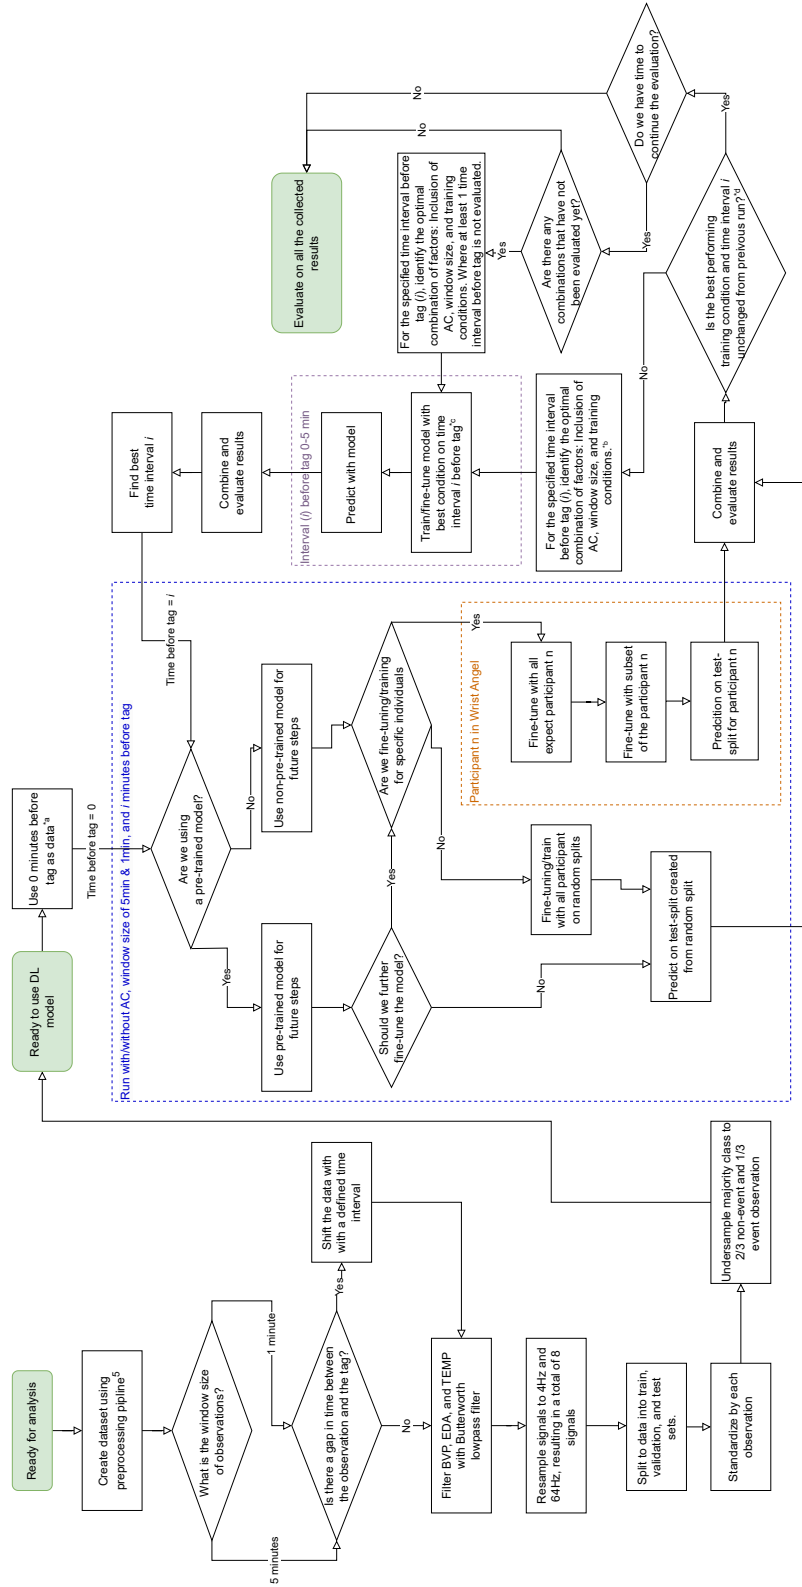 Ready for analysis
Create dataset using
preprocessing pipline5
What is the window size
of observations?
5 minutes
1 minute
Is there a gap in time between
the observation and the tag?
Yes
Shift the data with
with a defined time
interval
No
Filter BVP, EDA, and TEMP
with Butterworth
lowpass filter
Resample signals to 4Hz and
64Hz, resulting in a total of 8
signals
Split to data into train,
validation, and test
sets.
Standardize by each
observation
Undersample majority class to
2/3 non-event and 1/3
event observation
Ready to use DL
model
Use 0 minutes before
tag as data*a
Time before tag = 0
Run with/without AC, window size of 5min & 1min, and i minutes before tag
Are we using
a pre-trained model?
Yes
No
Use pre-trained model for
future steps
Use non-pre-trained model for
future steps
Should we further
fine-tune the model?
Yes
No
Are we fine-tuning/training
for specific individuals
Yes
No
Fine-tuning/train
with all participant
on random splits
Predict on test-split created
from random split
Participant n in Wrist Angel
Fine-tune with all
expect participant n
Fine-tune with subset
of the participant n
Predcition on test-
split for participant n
Combine and
evaluate results
Is the best performing
training condition and time interval i
unchanged from preivous run?*d
No
Yes
For the specified time interval
before tag (i), identify the optimal
combination of factors: Inclusion of
AC, window size, and training
conditions.*b
Interval (i) before tag 0-5 min
Train/fine-tune model with
best condition on time
interval i before tag*c
Predict with model
Combine and
evaluate results
Find best
time interval i
Time before tag = i
Do we have time to
continue the evaluation?
Yes
No
Are there any
combinations that have not
been evaluated yet?
Yes
No
For the specified time interval before
tag (i), identify the optimal
combination of factors: Inclusion of
AC, window size, and training
conditions. Where at least 1 time
interval before tag is not evaluated.
Evaluate on all the collected
results